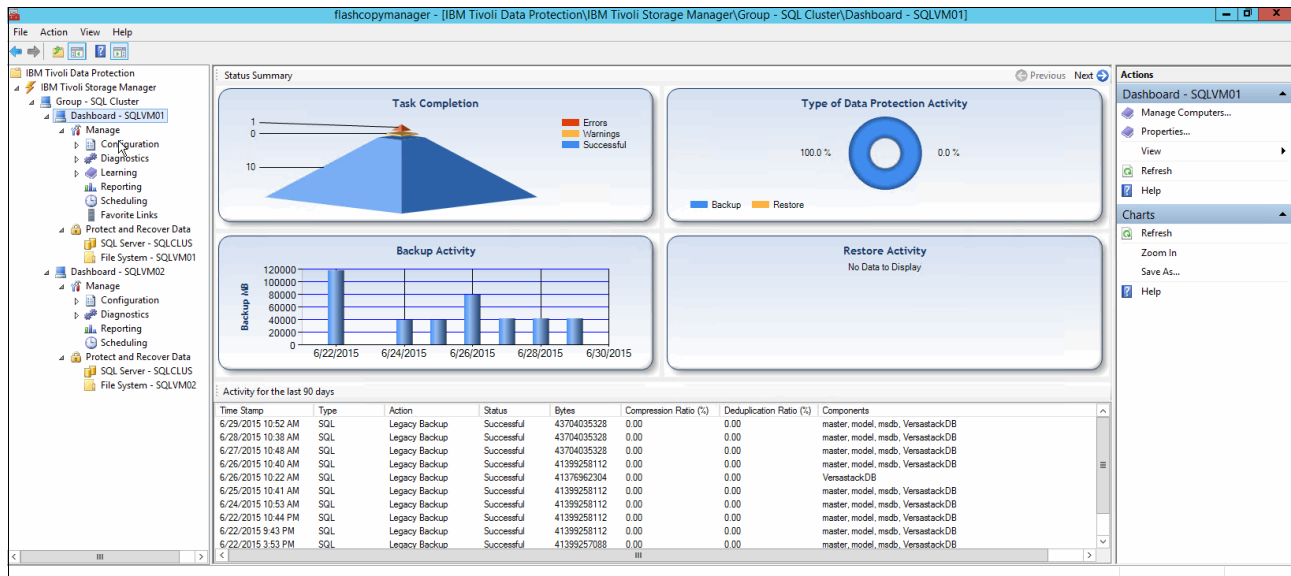 flashcopymanager - [IBM Tivoli Data Protection\IBM Tivoli Storage Manager\Group - SQL Cluster\Dashboard - SQLVM01]
File Action View Help
IBM Tivoli Data Protection
IBM Tivoli Storage Manager
Group - SQL Cluster
Dashboard - SQLVM01
Manage
Configuration
Diagnostics
Learning
Reporting
Scheduling
Favorite Links
Protect and Recover Data
SQL Server - SQLCLUS
File System - SQLVM01
Dashboard - SQLVM02
Manage
Configuration
Diagnostics
Reporting
Scheduling
Protect and Recover Data
SQL Server - SQLCLUS
File System - SQLVM02
Status Summary Previous Next
Task Completion
1
0
10
Errors
Warnings
Successful
Type of Data Protection Activity
100.0 % 0.0 %
Backup Restore
Backup Activity
Backup MB
120000
100000
80000
60000
40000
20000
0
6/22/2015 6/24/2015 6/26/2015 6/28/2015 6/30/2015
Restore Activity
No Data to Display
Activity for the last 90 days
Time Stamp Type Action Status Bytes Compression Ratio (%) Deduplication Ratio (%) Components
6/29/2015 10:52 AM SQL Legacy Backup Successful 43704035328 0.00 0.00 master, model, msdb, VersastackDB
6/28/2015 10:38 AM SQL Legacy Backup Successful 43704035328 0.00 0.00 master, model, msdb, VersastackDB
6/27/2015 10:48 AM SQL Legacy Backup Successful 43704035328 0.00 0.00 master, model, msdb, VersastackDB
6/26/2015 10:40 AM SQL Legacy Backup Successful 41399258112 0.00 0.00 master, model, msdb, VersastackDB
6/26/2015 10:22 AM SQL Legacy Backup Successful 41376962304 0.00 0.00 VersastackDB
6/25/2015 10:41 AM SQL Legacy Backup Successful 41399258112 0.00 0.00 master, model, msdb, VersastackDB
6/24/2015 10:53 AM SQL Legacy Backup Successful 41399258112 0.00 0.00 master, model, msdb, VersastackDB
6/22/2015 10:44 PM SQL Legacy Backup Successful 41399258112 0.00 0.00 master, model, msdb, VersastackDB
6/22/2015 9:43 PM SQL Legacy Backup Successful 41399258112 0.00 0.00 master, model, msdb, VersastackDB
6/22/2015 3:53 PM SQL Legacy Backup Successful 41399257088 0.00 0.00 master, model, msdb, VersastackDB
Actions
Dashboard - SQLVM01
Manage Computers...
Properties...
View
Refresh
Help
Charts
Refresh
Zoom In
Save As...
Help